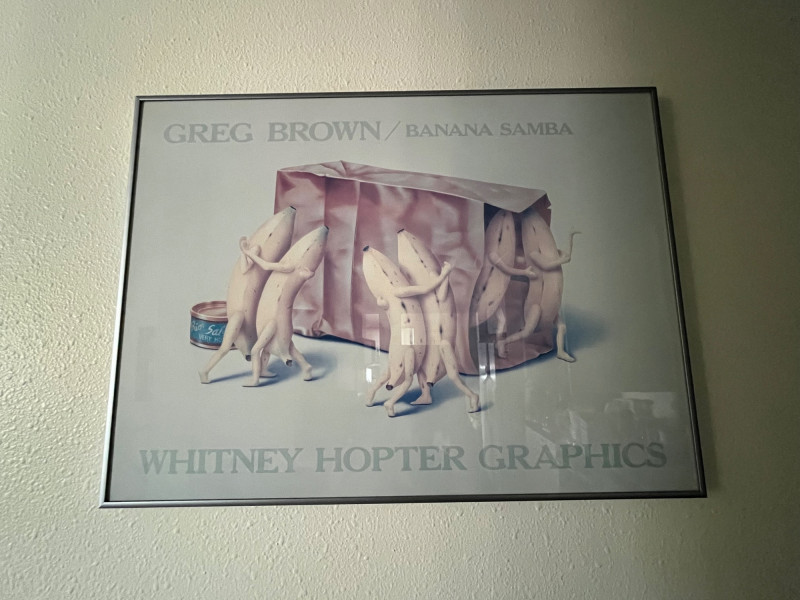 GREG BROWN / BANANA SAMBA
WHITNEY HOPTER GRAPHICS